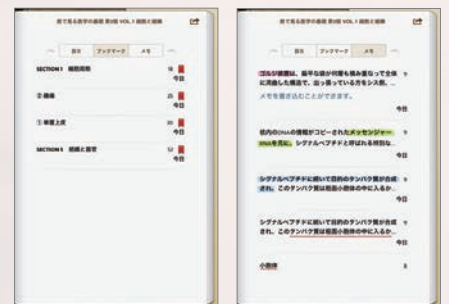 目で見る医学の基礎 第2版 VOL. 1 細胞と組織
目次 ブックマーク メモ
SECTION 1 細胞周期 18
今日
② 機構 25
今日
① 単層上皮 35
今日
SECTION 5 組織と器官 52
今日
目で見る医学の基礎 第2版 VOL. 1 細胞と組織
目次 ブックマーク メモ
ゴルジ装置は、扁平な袋が何層も積み重なって全体 9
に湾曲した構造で、出っ張っている方をシス側、…
メモを書き込むことができます。
今日
核内のDNAの情報がコピーされたメッセンジャー 9
RNAを元に、シグナルペプチドと呼ばれる特別な…
今日
シグナルペプチドに続いて目的のタンパク質が合成 9
され、このタンパク質は粗面小胞体の中に入るか…
今日
シグナルペプチドに続いて目的のタンパク質が合成 9
され、このタンパク質は粗面小胞体の中に入るか…
今日
小胞体 8